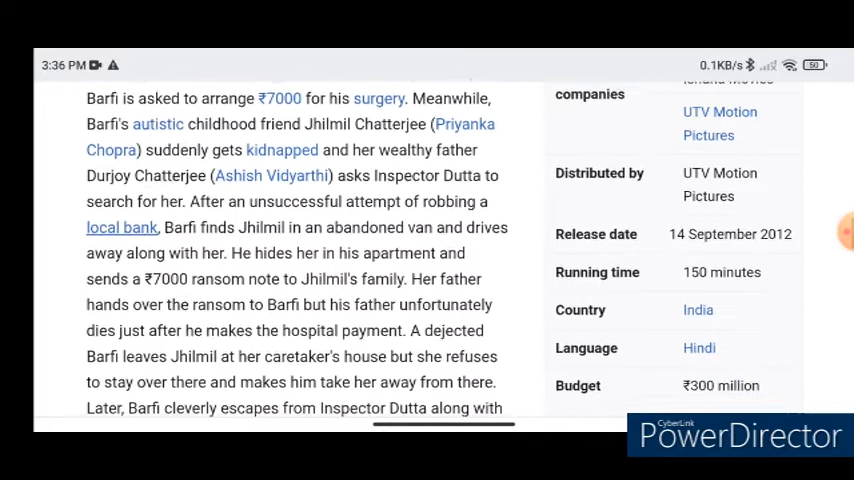 3:36 PM
0.1KB/s
50
Barfi is asked to arrange ₹7000 for his surgery. Meanwhile,
Barfi's autistic childhood friend Jhilmil Chatterjee (Priyanka
Chopra) suddenly gets kidnapped and her wealthy father
Durjoy Chatterjee (Ashish Vidyarthi) asks Inspector Dutta to
search for her. After an unsuccessful attempt of robbing a
local bank, Barfi finds Jhilmil in an abandoned van and drives
away along with her. He hides her in his apartment and
sends a ₹7000 ransom note to Jhilmil's family. Her father
hands over the ransom to Barfi but his father unfortunately
dies just after he makes the hospital payment. A dejected
Barfi leaves Jhilmil at her caretaker's house but she refuses
to stay over there and makes him take her away from there.
Later, Barfi cleverly escapes from Inspector Dutta along with
companies
UTV Motion
Pictures
Distributed by
UTV Motion
Pictures
Release date 14 September 2012
Running time 150 minutes
Country India
Language Hindi
Budget ₹300 million
CyberLink
PowerDirector